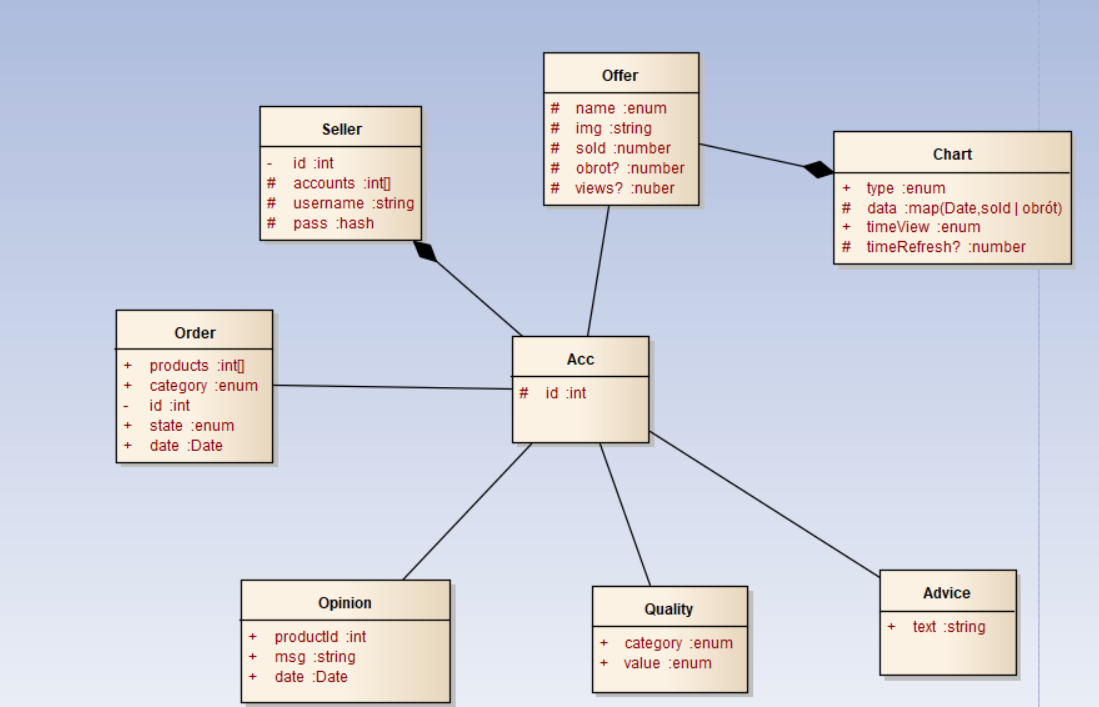 Offer
# name :enum
# img :string
# sold :number
# obrot? :number
# views? :nuber
Seller
- id :int
# accounts :int[]
# username :string
# pass :hash
Chart
+ type :enum
# data :map(Date,sold | obrót)
+ timeView :enum
# timeRefresh? :number
Order
+ products :int[]
+ category :enum
- id :int
+ state :enum
+ date :Date
Acc
# id :int
Opinion
+ productId :int
+ msg :string
+ date :Date
Quality
+ category :enum
+ value :enum
Advice
+ text :string